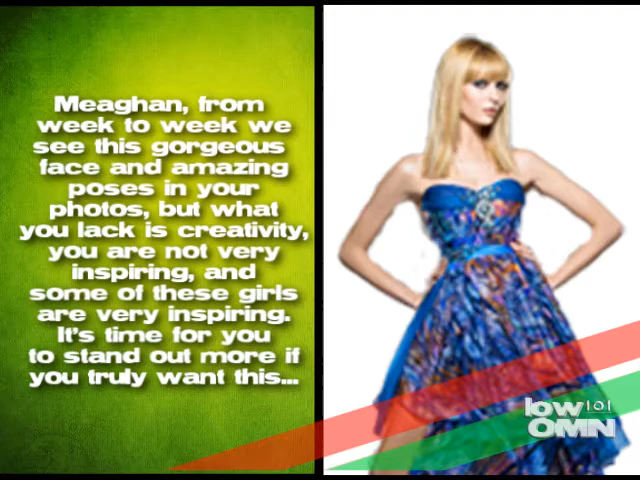 Meaghan, from
week to week we
see this gorgeous
face and amazing
poses in your
photos, but what
you lack is creativity,
you are not very
inspiring, and
some of these girls
are very inspiring.
It's time for you
to stand out more if
you truly want this...
low 101
OMN